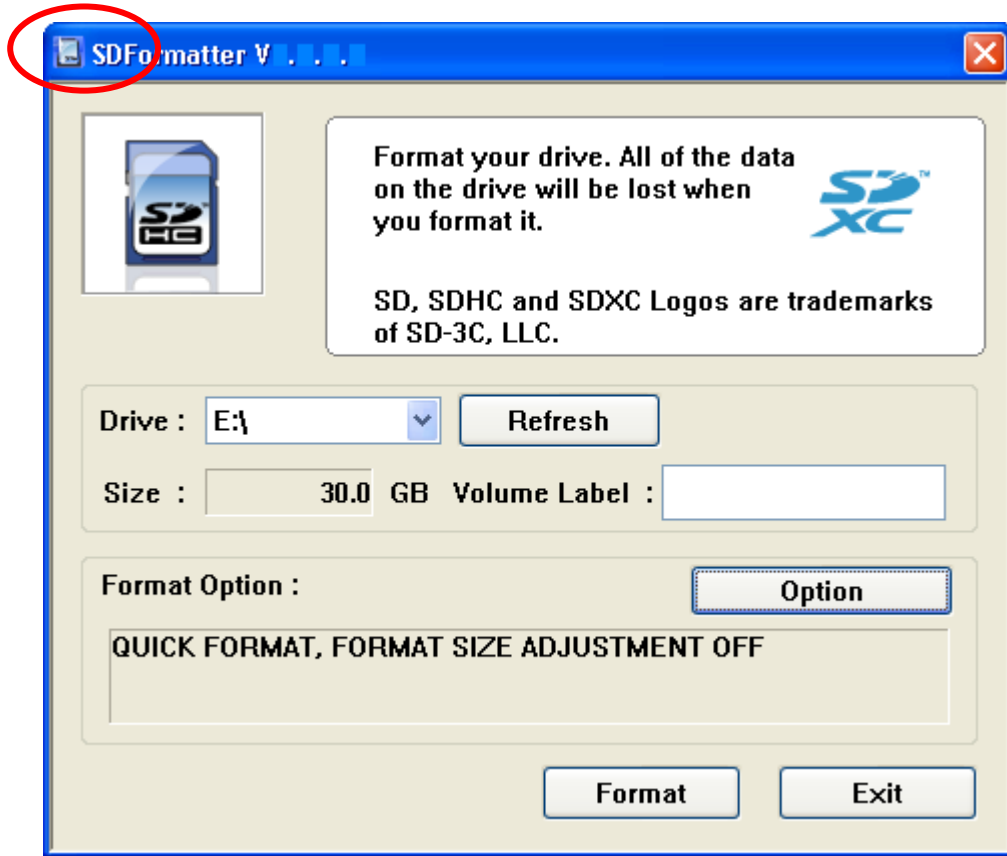 SDFormatter V . . .
Format your drive. All of the data
on the drive will be lost when
you format it.
SD XC™
SD HC
SD, SDHC and SDXC Logos are trademarks
of SD-3C, LLC.
Drive : E:\ Refresh
Size : 30.0 GB Volume Label :
Format Option : Option
QUICK FORMAT, FORMAT SIZE ADJUSTMENT OFF
Format Exit